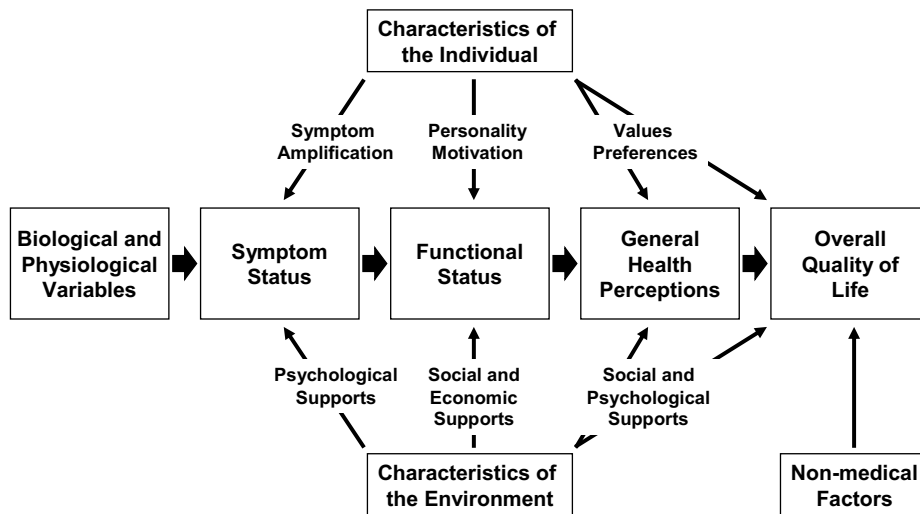 Characteristics of
the Individual
Symptom
Amplification
Personality
Motivation
Values
Preferences
Biological and
Physiological
Variables
Symptom
Status
Functional
Status
General
Health
Perceptions
Overall
Quality of
Life
Psychological
Supports
Social and
Economic
Supports
Social and
Psychological
Supports
Characteristics of
the Environment
Non-medical
Factors